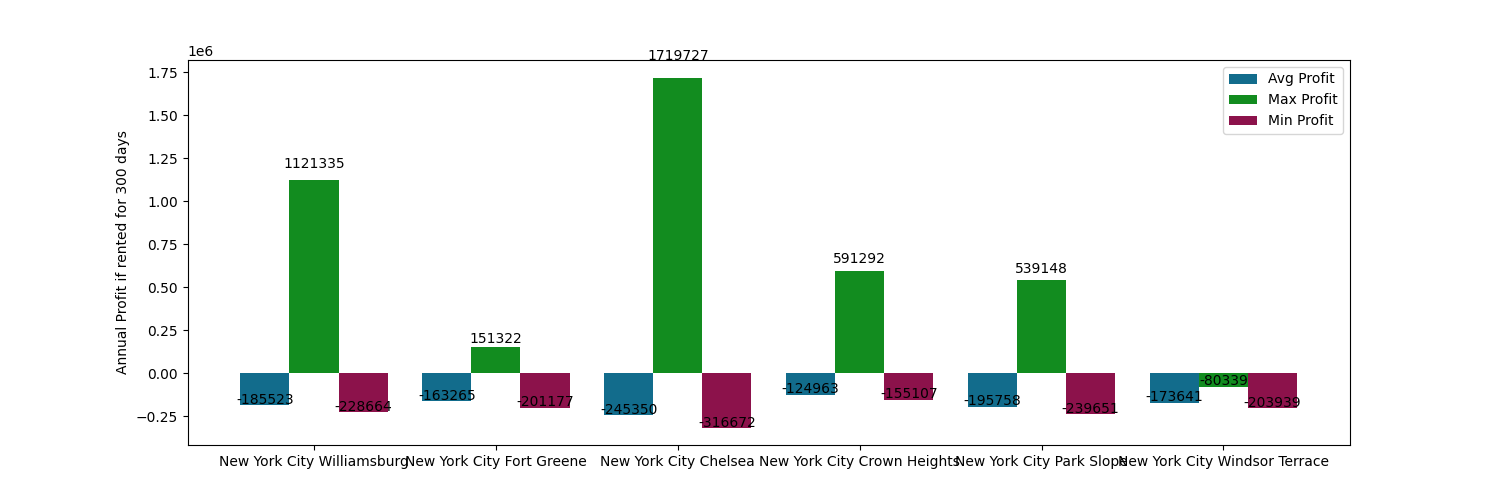 1e6
1719727
1.75
Avg Profit
Max Profit
Min Profit
1.50
1.25
1121335
1.00
0.75
591292
539148
0.50
0.25
151322
0.00
-0.25
Annual Profit if rented for 300 days
-185523
-228664
-163265
-201177
-245350
-316672
-124963
-155107
-195758
-239651
-173641
-80339
-203939
New York City Williamsburg
New York City Fort Greene
New York City Chelsea
New York City Crown Heights
New York City Park Slope
New York City Windsor Terrace